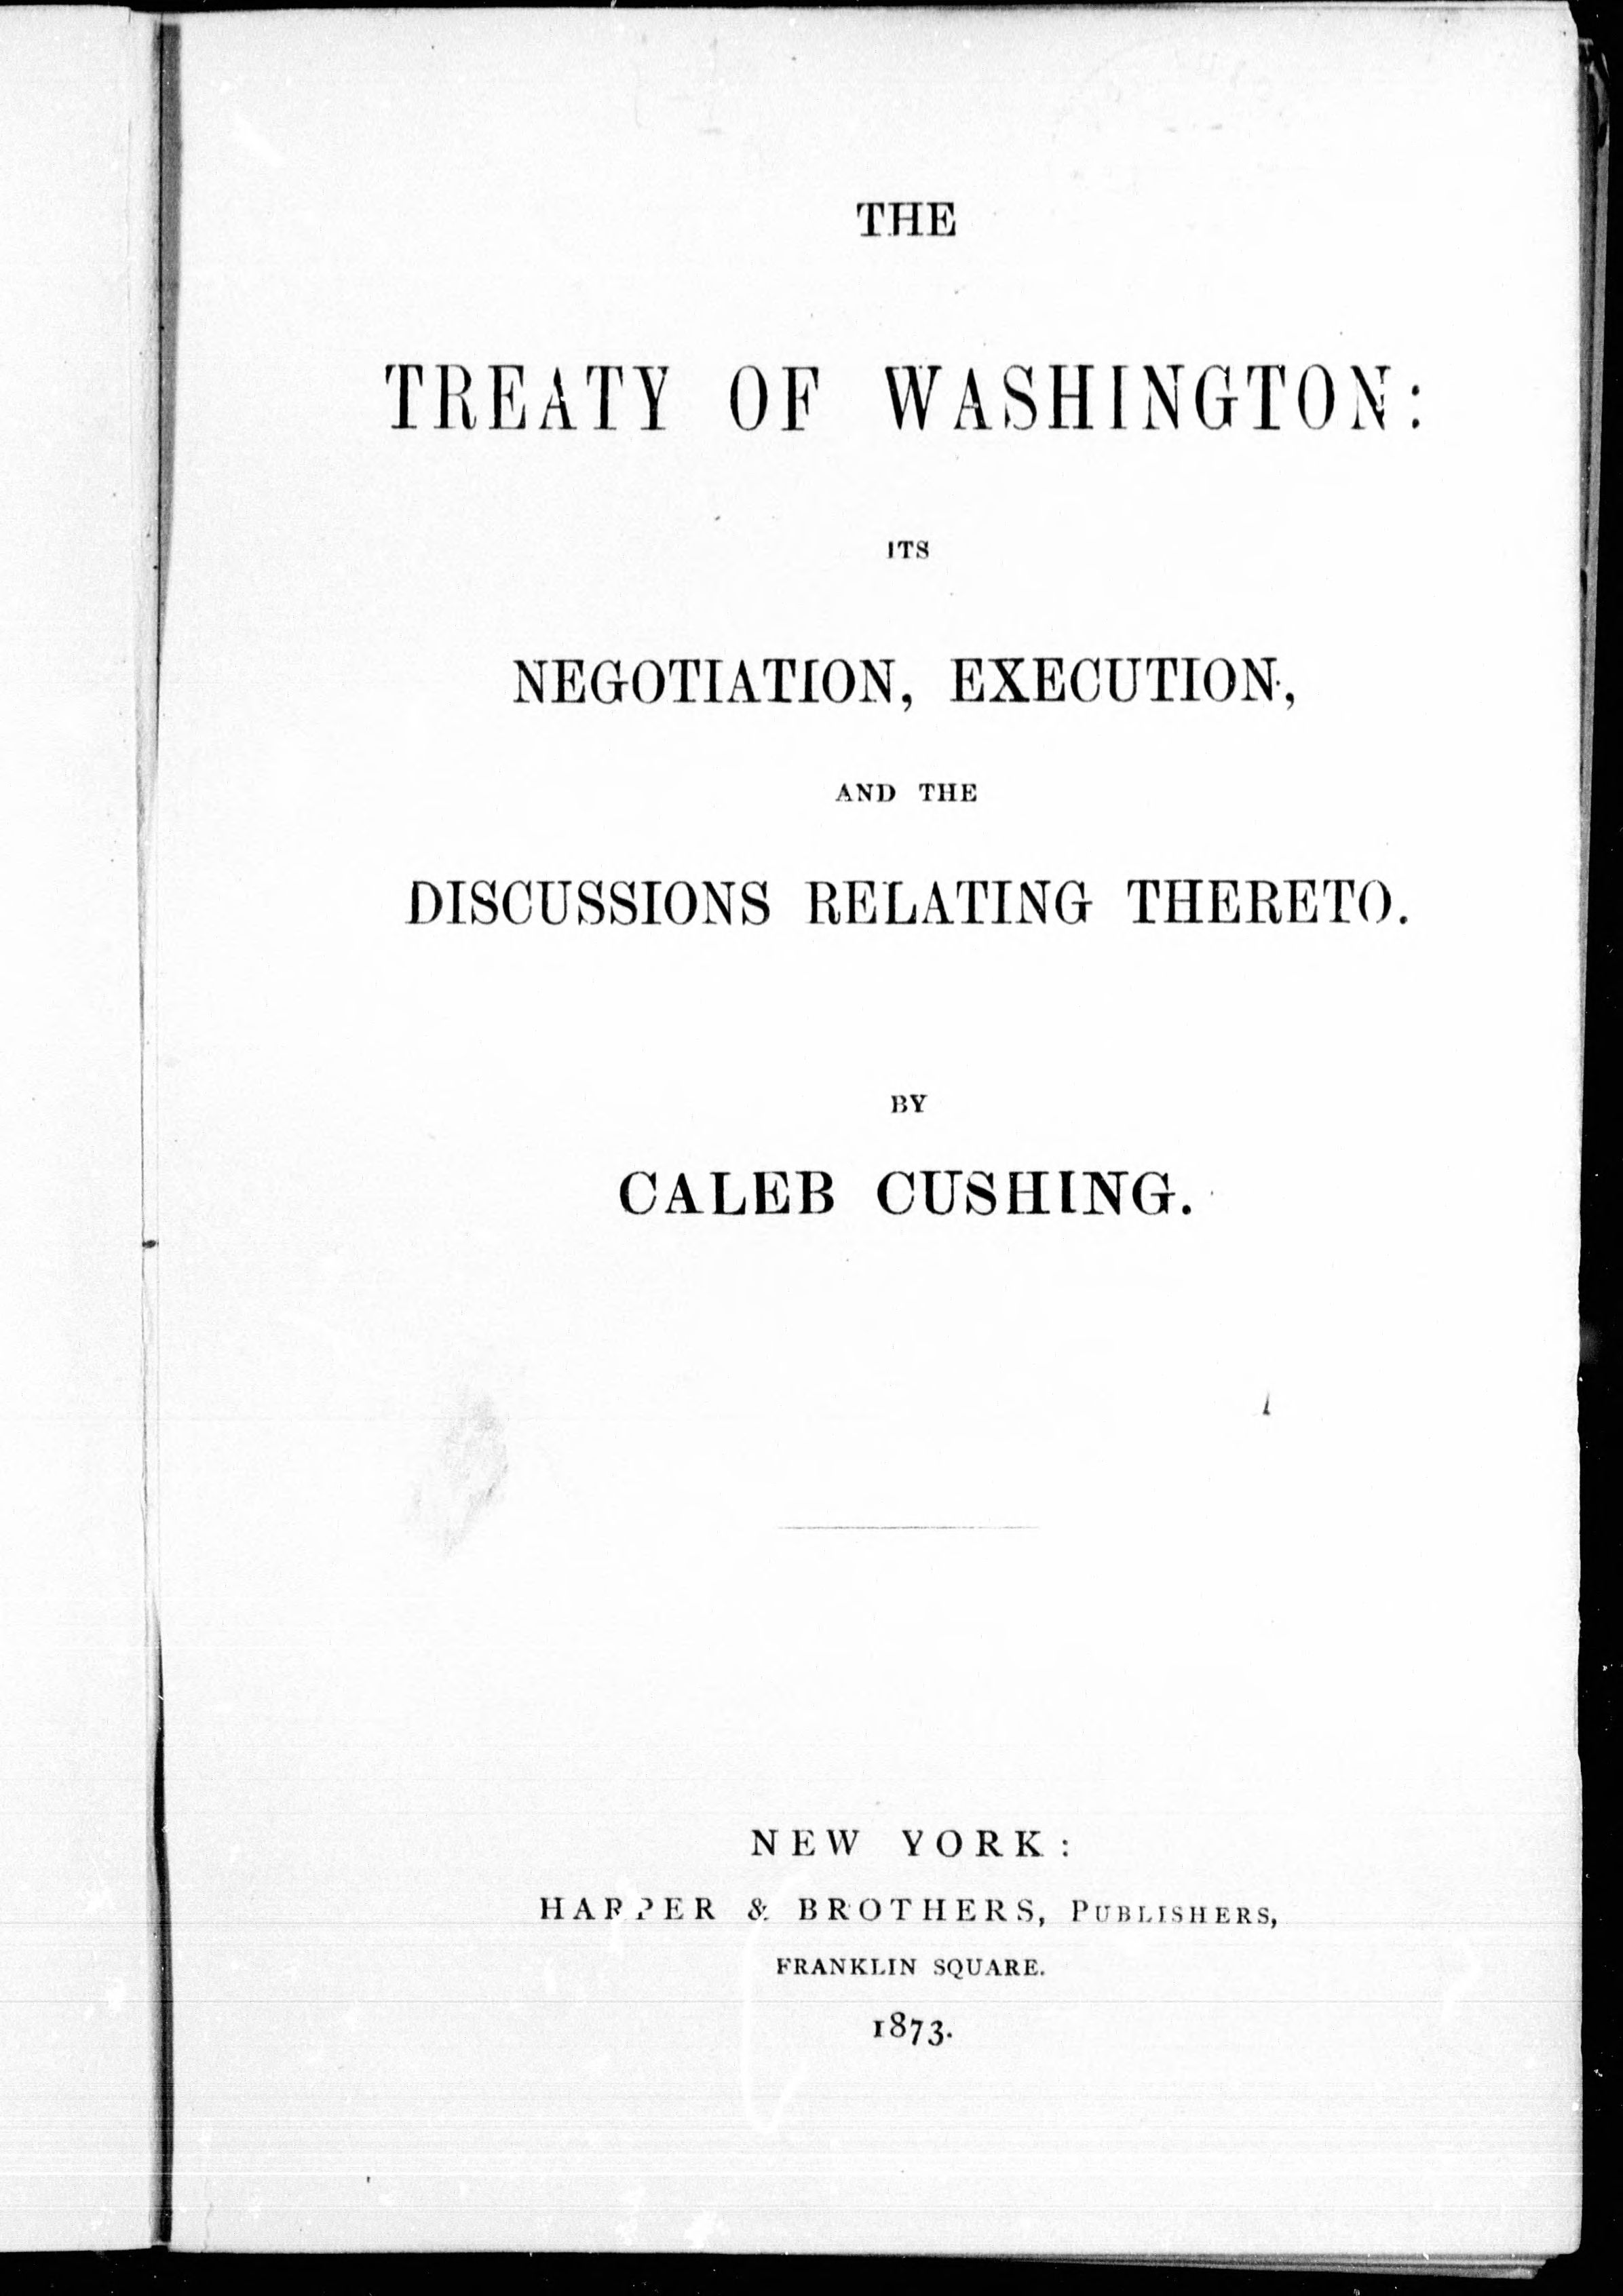 THE
TREATY OF WASHINGTON:
ITS
NEGOTIATION, EXECUTION,
AND THE
DISCUSSIONS RELATING THERETO.
BY
CALEB CUSHING.
NEW YORK:
HARPER & BROTHERS, PUBLISHERS,
FRANKLIN SQUARE.
1873.